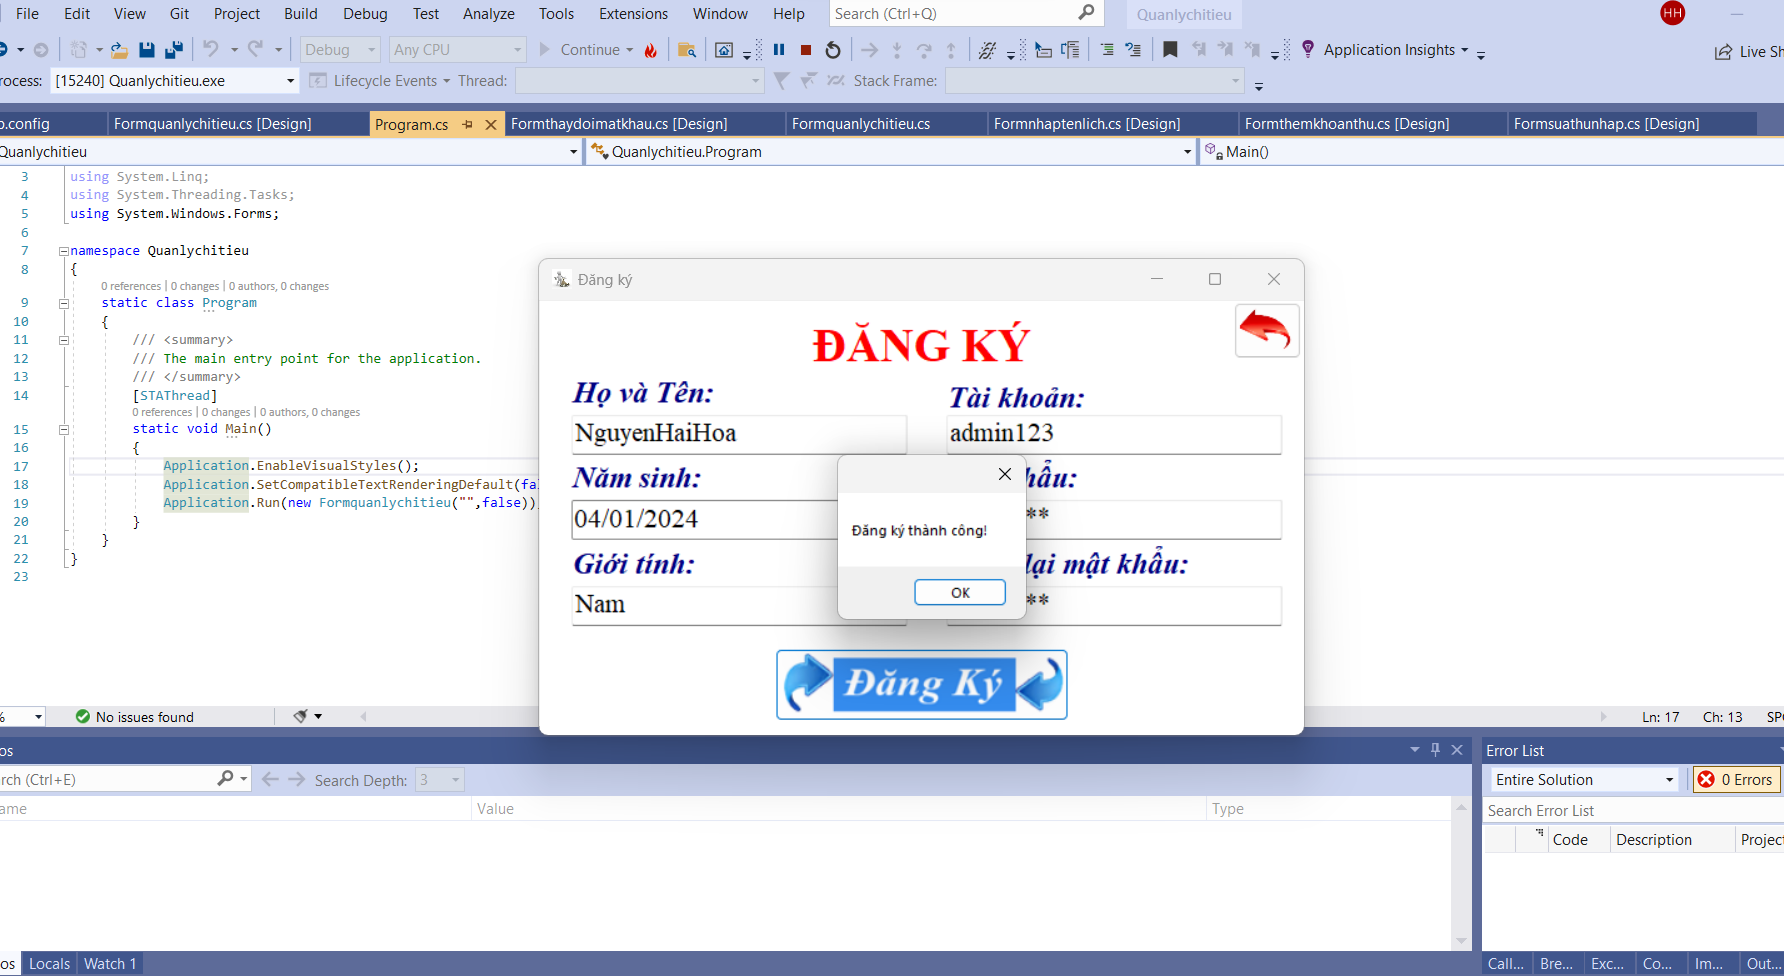 File Edit View Git Project Build Debug Test Analyze Tools Extensions Window Help Search (Ctrl+Q) Quanlychitieu HH
Debug Any CPU Continue Application Insights Live Sh
rocess: [15240] Quanlychitieu.exe Lifecycle Events Thread: Stack Frame:
o.config Formquanlychitieu.cs [Design] Program.cs Formthaydoimatkhau.cs [Design] Formquanlychitieu.cs Formnhaptenlich.cs [Design] Formthemkhoanthu.cs [Design] Formsuathunhap.cs [Design]
Quanlychitieu Quanlychitieu.Program Main()
3 using System.Linq;
4 using System.Threading.Tasks;
5 using System.Windows.Forms;
6
7 namespace Quanlychitieu
8 {
0 references | 0 changes | 0 authors, 0 changes
9 static class Program
10 {
11 /// <summary>
12 /// The main entry point for the application.
13 /// </summary>
14 [STAThread]
0 references | 0 changes | 0 authors, 0 changes
15 static void Main()
16 {
17 Application.EnableVisualStyles();
18 Application.SetCompatibleTextRenderingDefault(fal
19 Application.Run(new Formquanlychitieu("",false))
20 }
21 }
22 }
23
Đăng ký
ĐĂNG KÝ
Họ và Tên: Tài khoản:
NguyenHaiHoa admin123
Năm sinh: hẩu:
04/01/2024 **
Giới tính: lại mật khẩu:
Nam **
Đăng ký thành công!
OK
Đăng Ký
% No issues found Ln: 17 Ch: 13 SPC
os
rch (Ctrl+E) Search Depth: 3
ame Value Type
Error List
Entire Solution 0 Errors
Search Error List
Code Description Project
os Locals Watch 1
Call... Bre... Exc... Co... Im... Out...